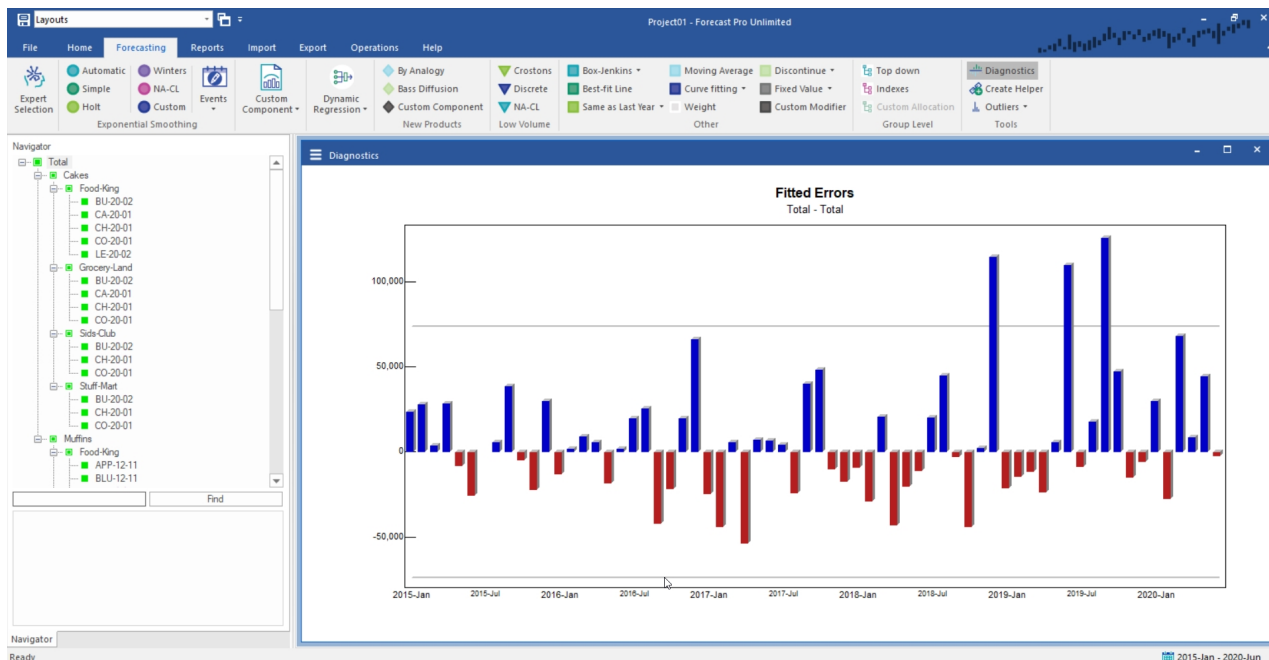 Layouts
Project01 - Forecast Pro Unlimited
File Home Forecasting Reports Import Export Operations Help
Expert Selection
Automatic Winters
Simple NA-CL
Holt Custom
Events
Exponential Smoothing
Custom Component
Dynamic Regression
By Analogy
Bass Diffusion
Custom Component
New Products
Crostons
Discrete
NA-CL
Low Volume
Box-Jenkins Moving Average Discontinue
Best-fit Line Curve fitting Fixed Value
Same as Last Year Weight Custom Modifier
Other
Top down
Indexes
Custom Allocation
Group Level
Diagnostics
Create Helper
Outliers
Tools
Navigator
Total
Cakes
Food-King
BU-20-02
CA-20-01
CH-20-01
CO-20-01
LE-20-02
Grocery-Land
BU-20-02
CA-20-01
CH-20-01
CO-20-01
Sids-Club
BU-20-02
CH-20-01
CO-20-01
Stuff-Mart
BU-20-02
CH-20-01
CO-20-01
Muffins
Food-King
APP-12-11
BLU-12-11
Find
Navigator
Diagnostics
Fitted Errors
Total - Total
100,000
50,000
0
-50,000
2015-Jan 2015-Jul 2016-Jan 2016-Jul 2017-Jan 2017-Jul 2018-Jan 2018-Jul 2019-Jan 2019-Jul 2020-Jan
Ready
2015-Jan - 2020-Jun